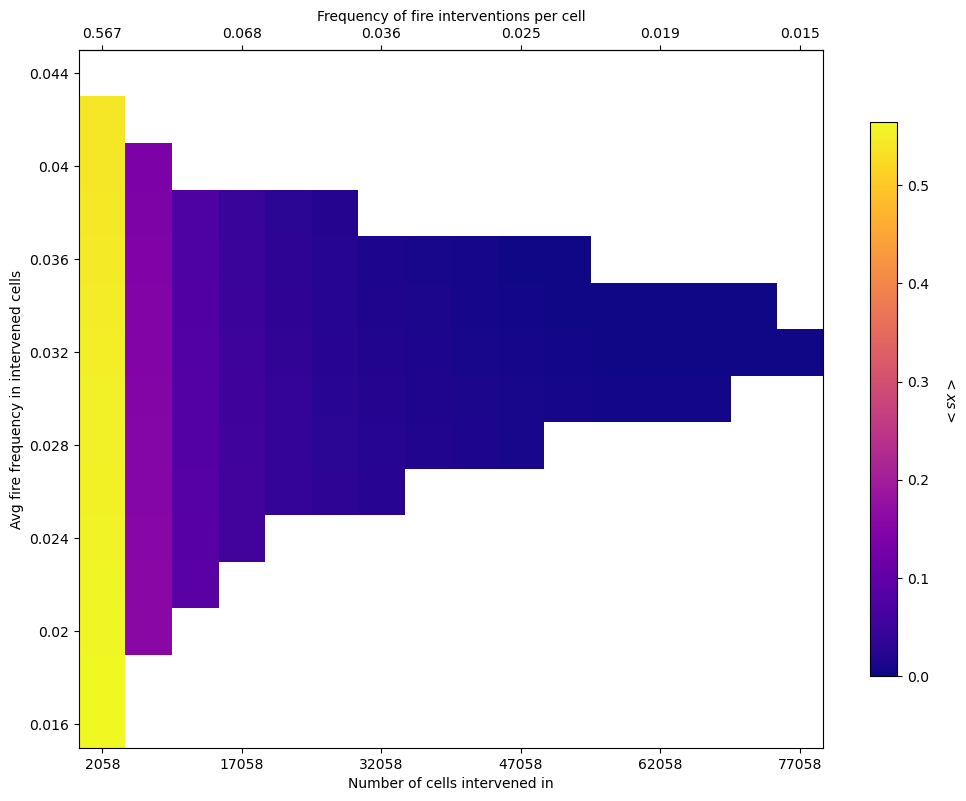 Frequency of fire interventions per cell
0.567 0.068 0.036 0.025 0.019 0.015
0.044
0.04
0.036
0.032
0.028
0.024
0.02
0.016
Avg fire frequency in intervened cells
2058 17058 32058 47058 62058 77058
Number of cells intervened in
0.5
0.4
0.3
0.2
0.1
0.0
< xs >